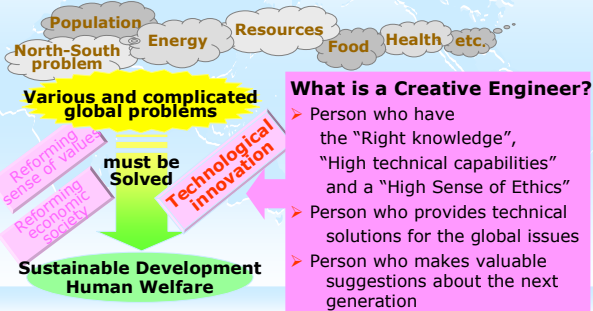 Population
Energy
Resources
North-South
problem
Food
Health
etc.
Various and complicated
global problems
Reforming
sense of values
must be
Solved
Technological
innovation
Reforming
economic
society
Sustainable Development
Human Welfare
What is a Creative Engineer?
➢ Person who have
the “Right knowledge”,
“High technical capabilities”
and a “High Sense of Ethics”
➢ Person who provides technical
solutions for the global issues
➢ Person who makes valuable
suggestions about the next
generation